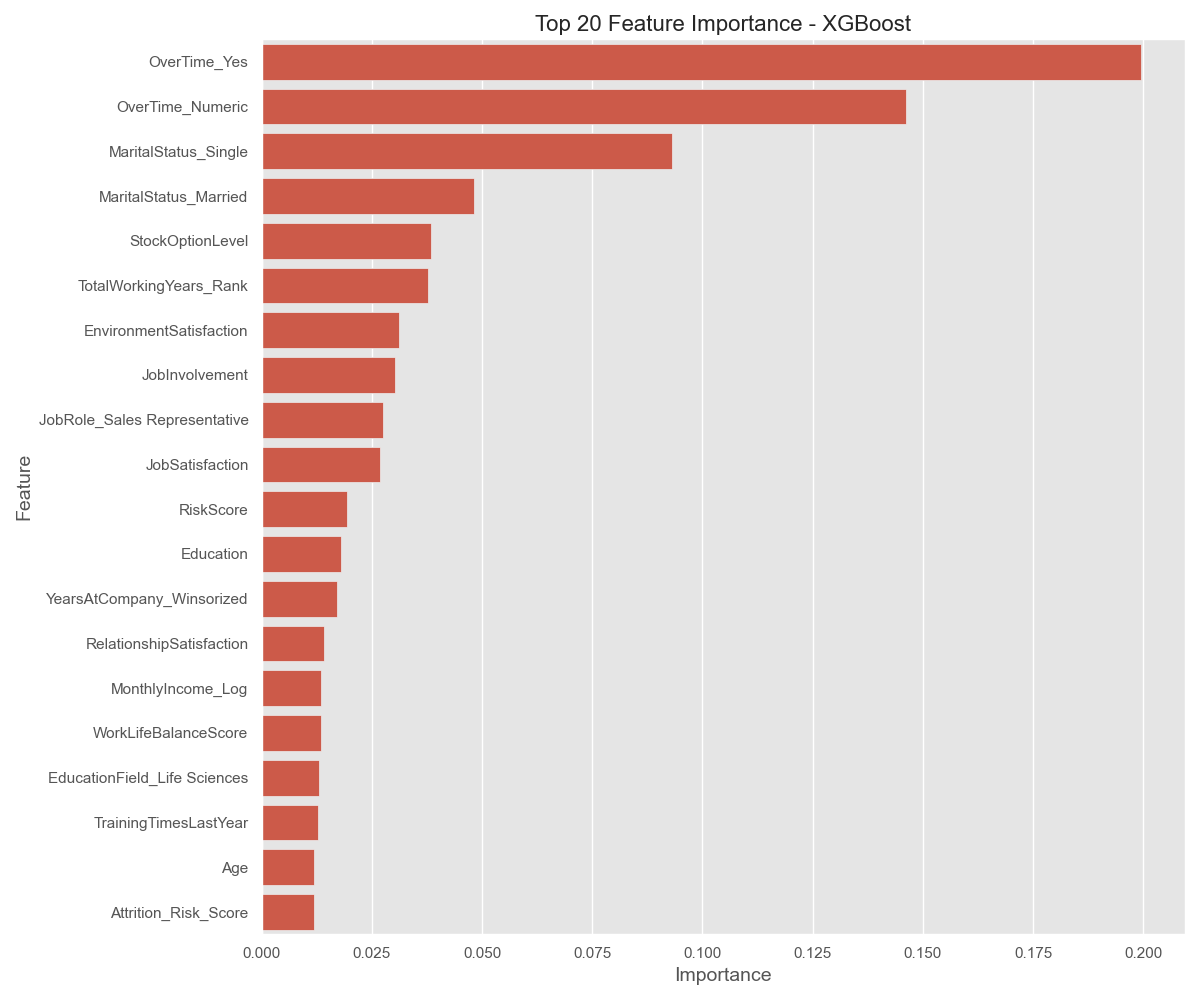 Top 20 Feature Importance - XGBoost
OverTime_Yes
OverTime_Numeric
MaritalStatus_Single
MaritalStatus_Married
StockOptionLevel
TotalWorkingYears_Rank
EnvironmentSatisfaction
JobInvolvement
JobRole_Sales Representative
JobSatisfaction
RiskScore
Education
YearsAtCompany_Winsorized
RelationshipSatisfaction
MonthlyIncome_Log
WorkLifeBalanceScore
EducationField_Life Sciences
TrainingTimesLastYear
Age
Attrition_Risk_Score
Feature
0.000 0.025 0.050 0.075 0.100 0.125 0.150 0.175 0.200
Importance